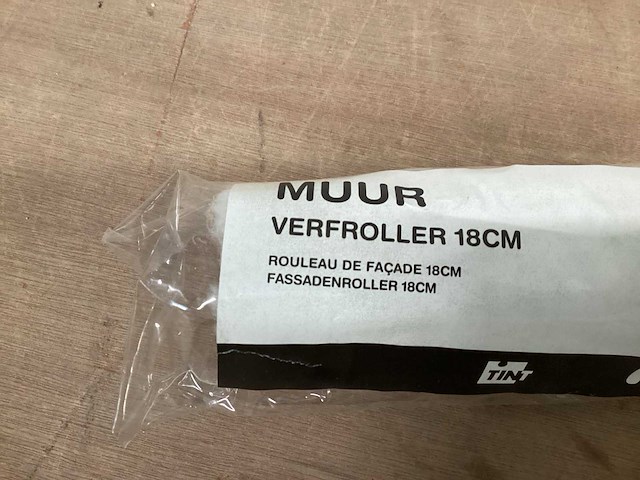 MUUR
VERFROLLER 18CM
ROULEAU DE FAÇADE 18CM
FASSADENROLLER 18CM
TINT